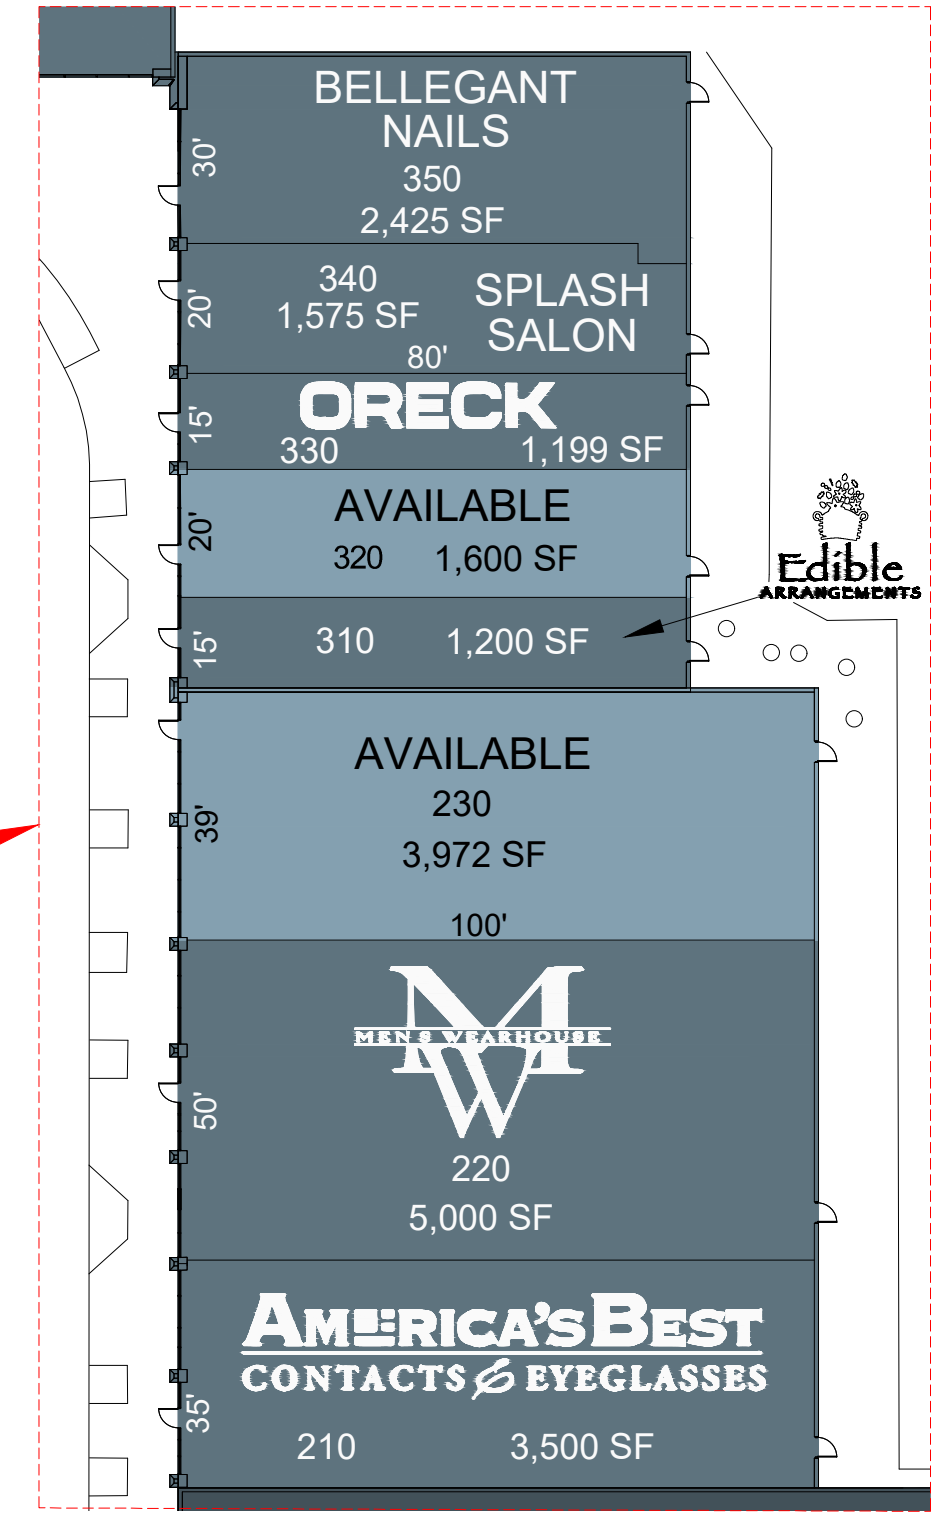 BELLEGANT
NAILS
350
2,425 SF
30'
340
1,575 SF
SPLASH
SALON
20'
80'
ORECK
15'
330 1,199 SF
AVAILABLE
20'
320 1,600 SF
Edible
ARRANGEMENTS
15'
310 1,200 SF
AVAILABLE
230
39'
3,972 SF
100'
MEN'S WEARHOUSE
MW
50'
220
5,000 SF
AMERICA'S BEST
CONTACTS & EYEGLASSES
35'
210 3,500 SF